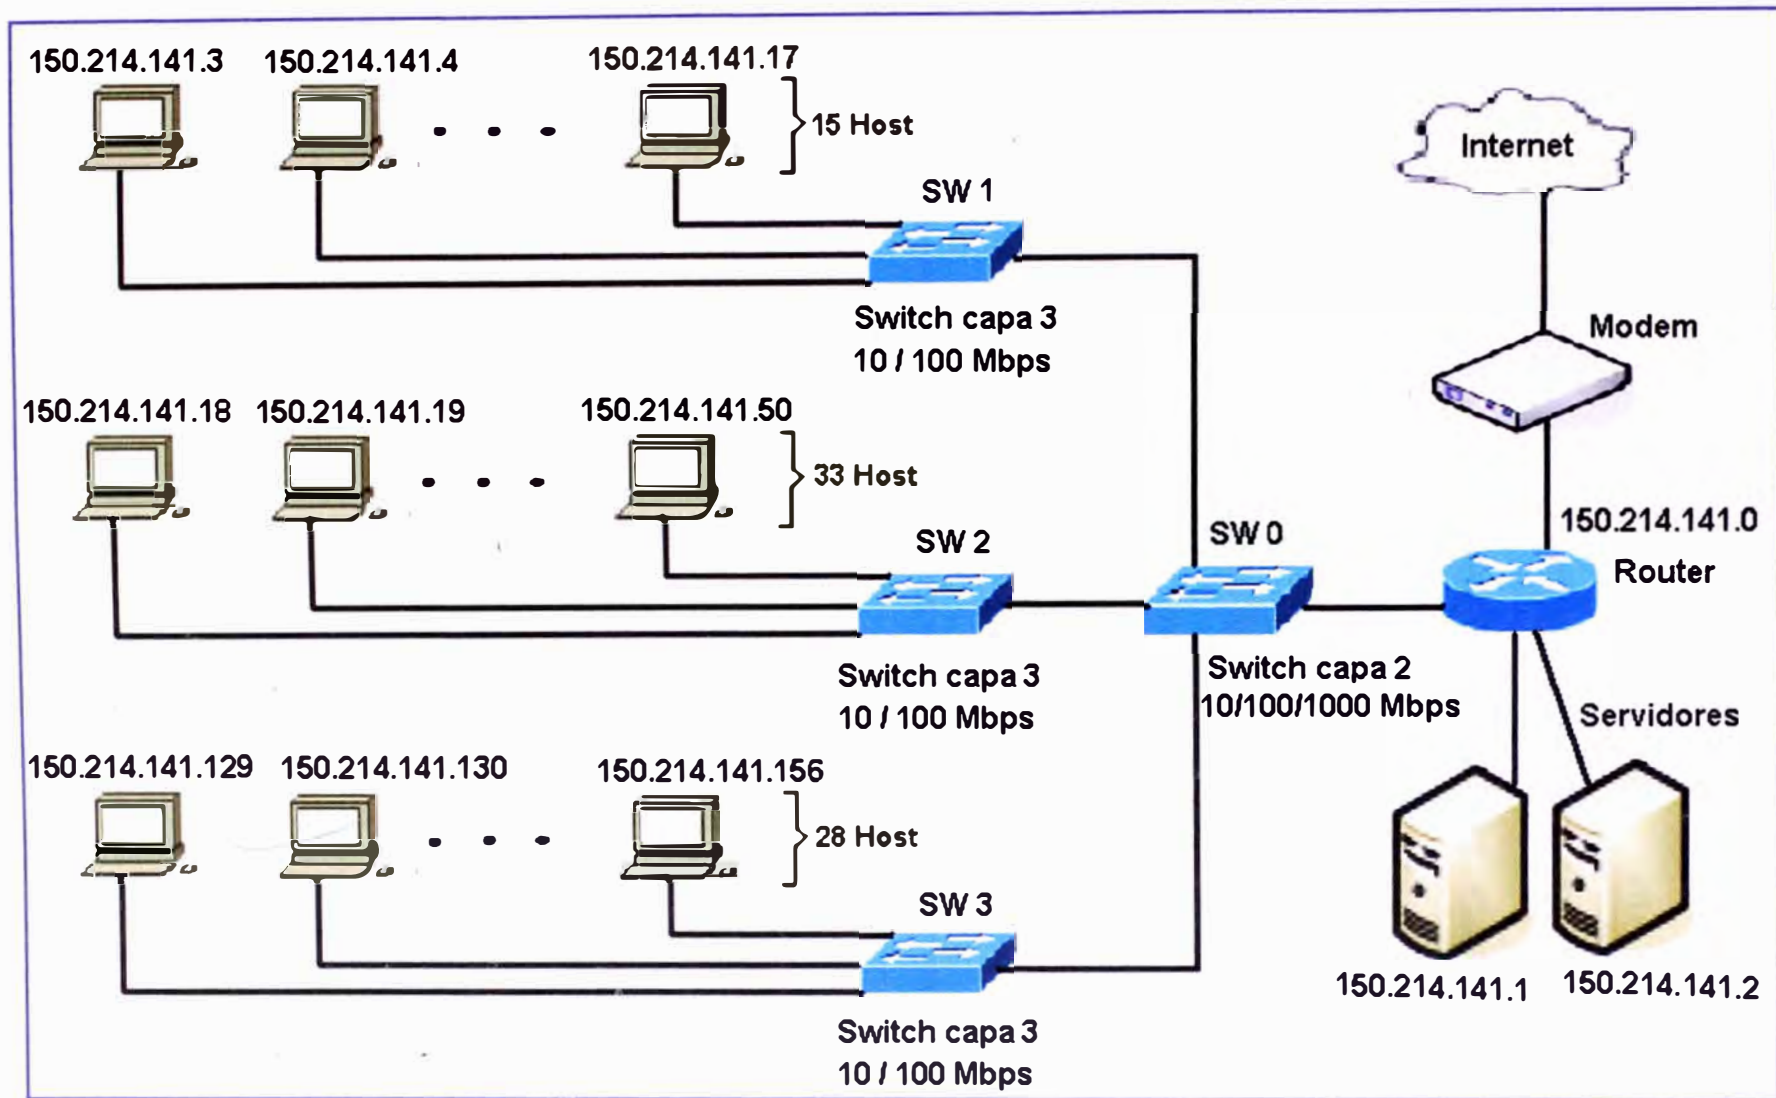 150.214.141.3 150.214.141.4 150.214.141.17
15 Host
SW 1
Switch capa 3
10 / 100 Mbps
150.214.141.18 150.214.141.19 150.214.141.50
33 Host
SW 2
Switch capa 3
10 / 100 Mbps
150.214.141.129 150.214.141.130 150.214.141.156
28 Host
SW 3
Switch capa 3
10 / 100 Mbps
SW 0
Switch capa 2
10/100/1000 Mbps
Internet
Modem
150.214.141.0
Router
Servidores
150.214.141.1 150.214.141.2